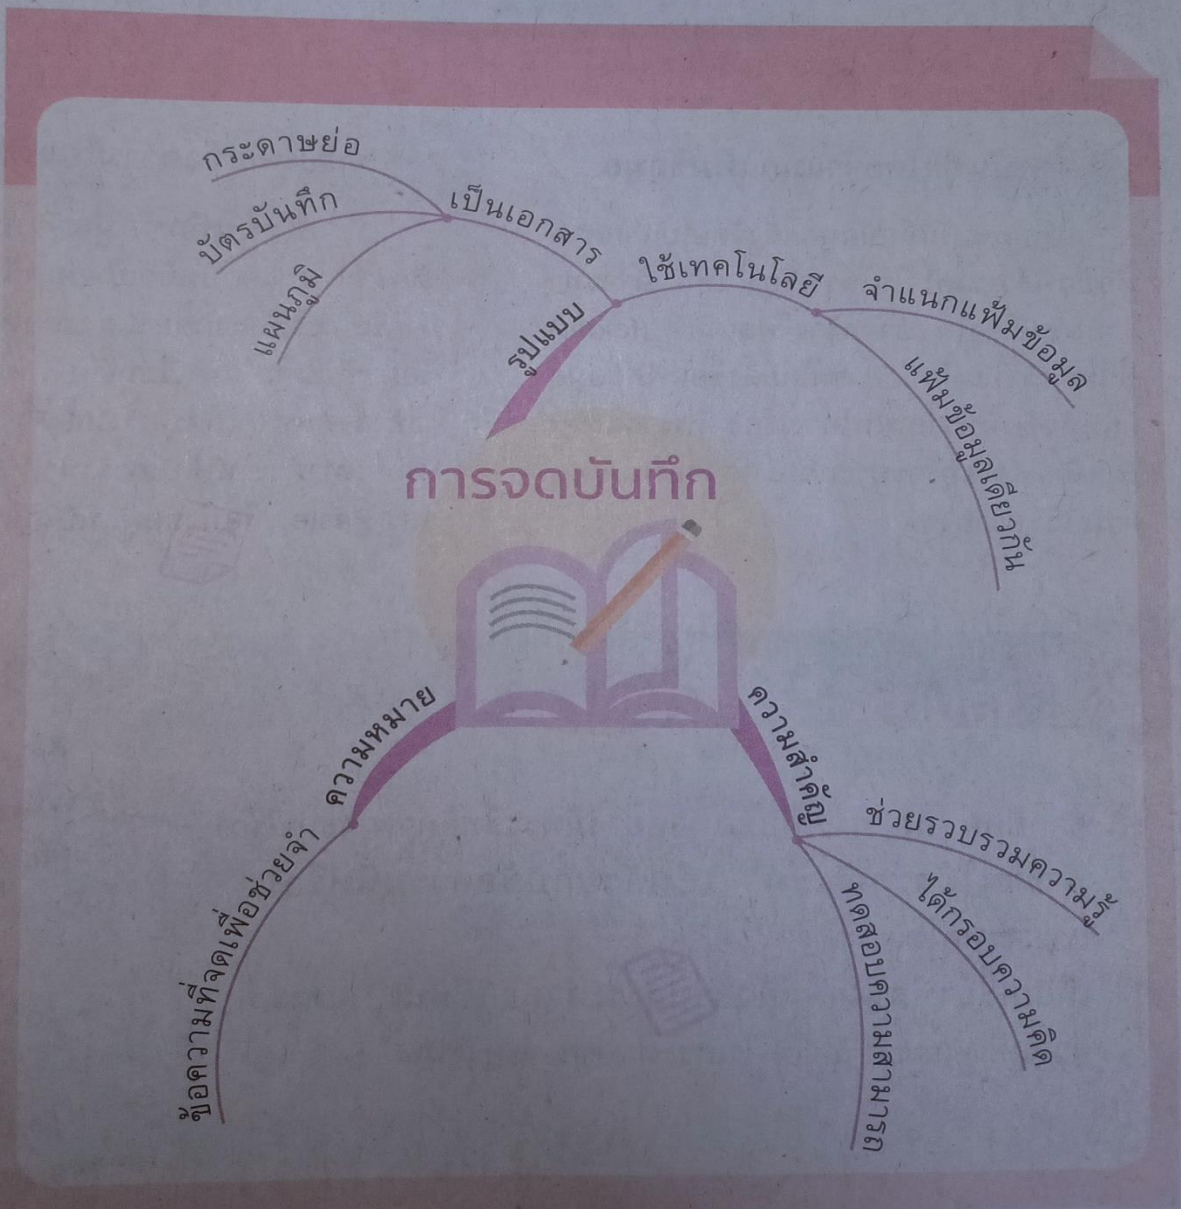 กระดาษย่อ
บัตรบันทึก
แผนภูมิ
เป็นเอกสาร
รูปแบบ
ใช้เทคโนโลยี
จำแนกแฟ้มข้อมูล
แฟ้มข้อมูลเดียวกัน
การจดบันทึก
ความหมาย
ข้อความที่จดเพื่อช่วยจำ
ความสำคัญ
ช่วยรวบรวมความรู้
ได้กรอบความคิด
ทดสอบความสามารถ